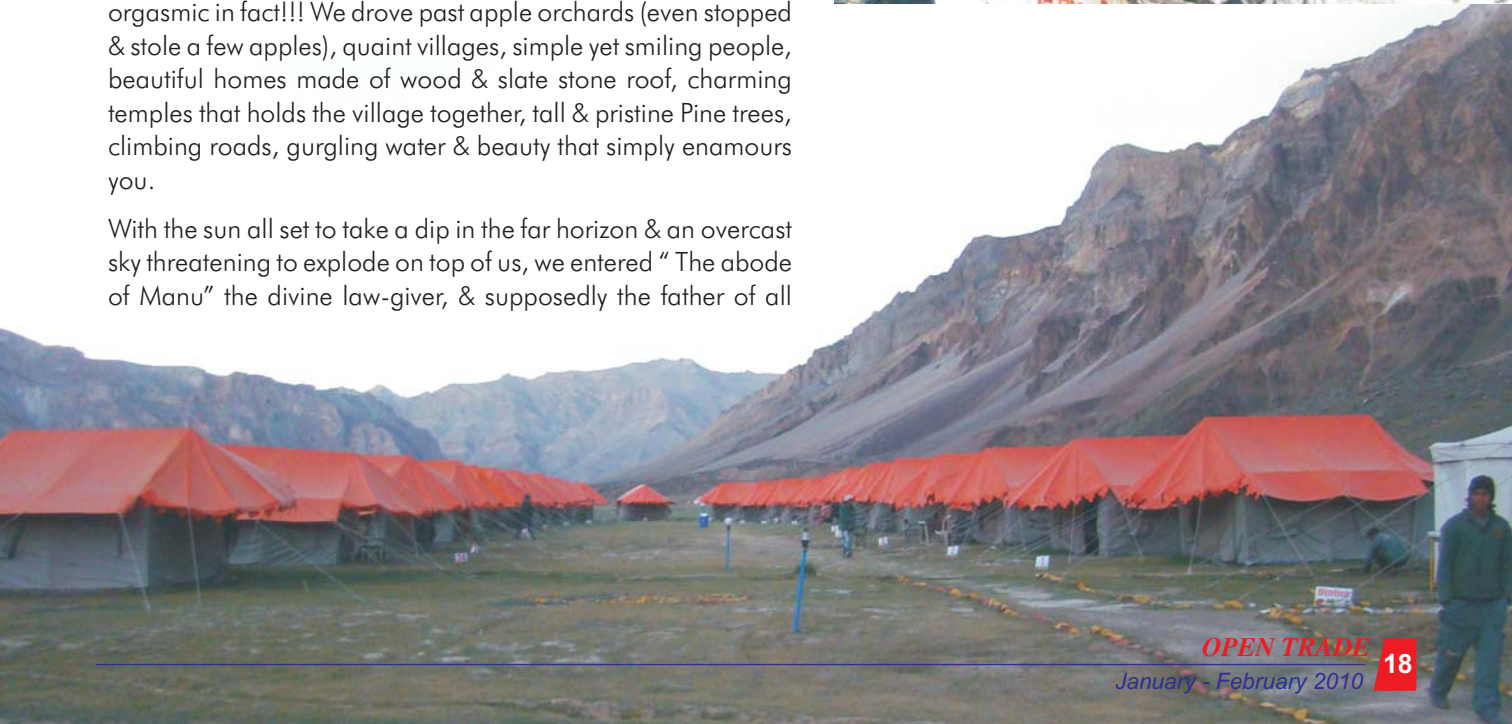 orgasmic in fact!!! We drove past apple orchards (even stopped
& stole a few apples), quaint villages, simple yet smiling people,
beautiful homes made of wood & slate stone roof, charming
temples that holds the village together, tall & pristine Pine trees,
climbing roads, gurgling water & beauty that simply enamours
you.
With the sun all set to take a dip in the far horizon & an overcast
sky threatening to explode on top of us, we entered “ The abode
of Manu” the divine law-giver, & supposedly the father of all
Dining
OPEN TRADE
18
January - February 2010